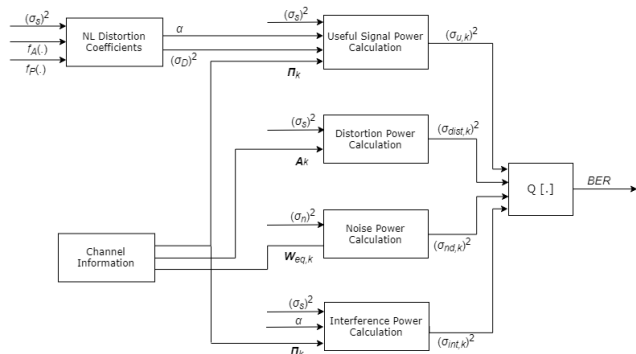 (σs)²
fA(.)
fP(.)
NL Distortion
Coefficients
α
(σD)²
(σs)²
Πk
Useful Signal Power
Calculation
(σu,k)²
(σs)²
Ak
Distortion Power
Calculation
(σdist,k)²
Q [.]
BER
Channel
Information
(σn)²
Weq,k
Noise Power
Calculation
(σnd,k)²
(σs)²
α
Πk
Interference Power
Calculation
(σint,k)²